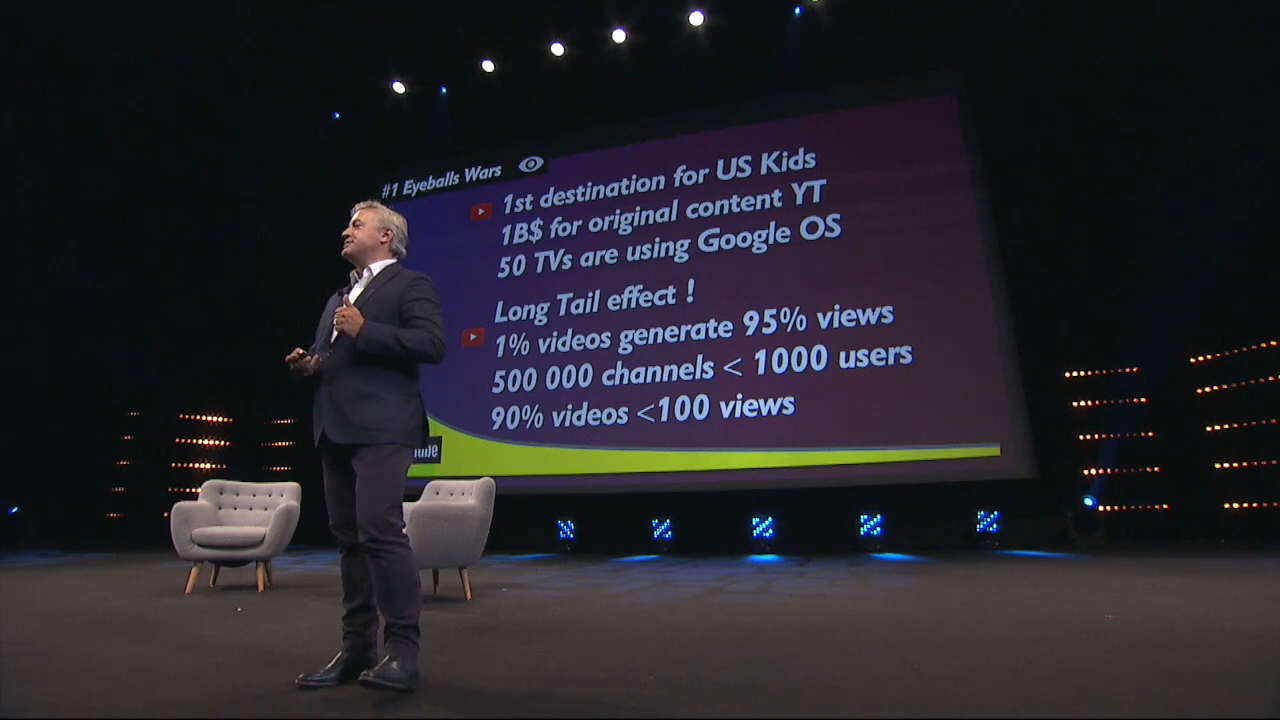 #1 Eyeballs Wars
1st destination for US Kids
1B$ for original content YT
50 TVs are using Google OS
Long Tail effect !
1% videos generate 95% views
500 000 channels < 1000 users
90% videos <100 views